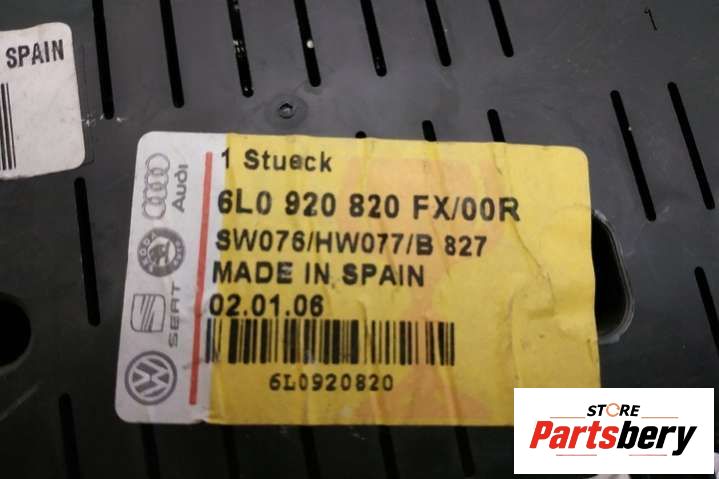 SPAIN
1 Stueck
6L0 920 820 FX/00R
SW076/HW077/B 827
MADE IN SPAIN
02.01.06
6L0920820
Audi
SEAT
STORE
Partsbery